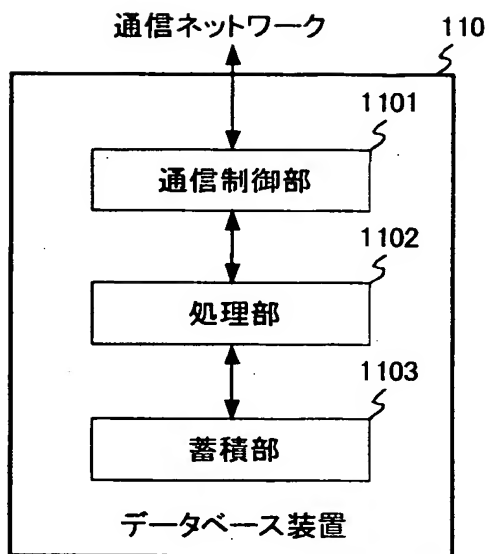 通信ネットワーク
110
1101
通信制御部
1102
処理部
1103
蓄積部
データベース装置